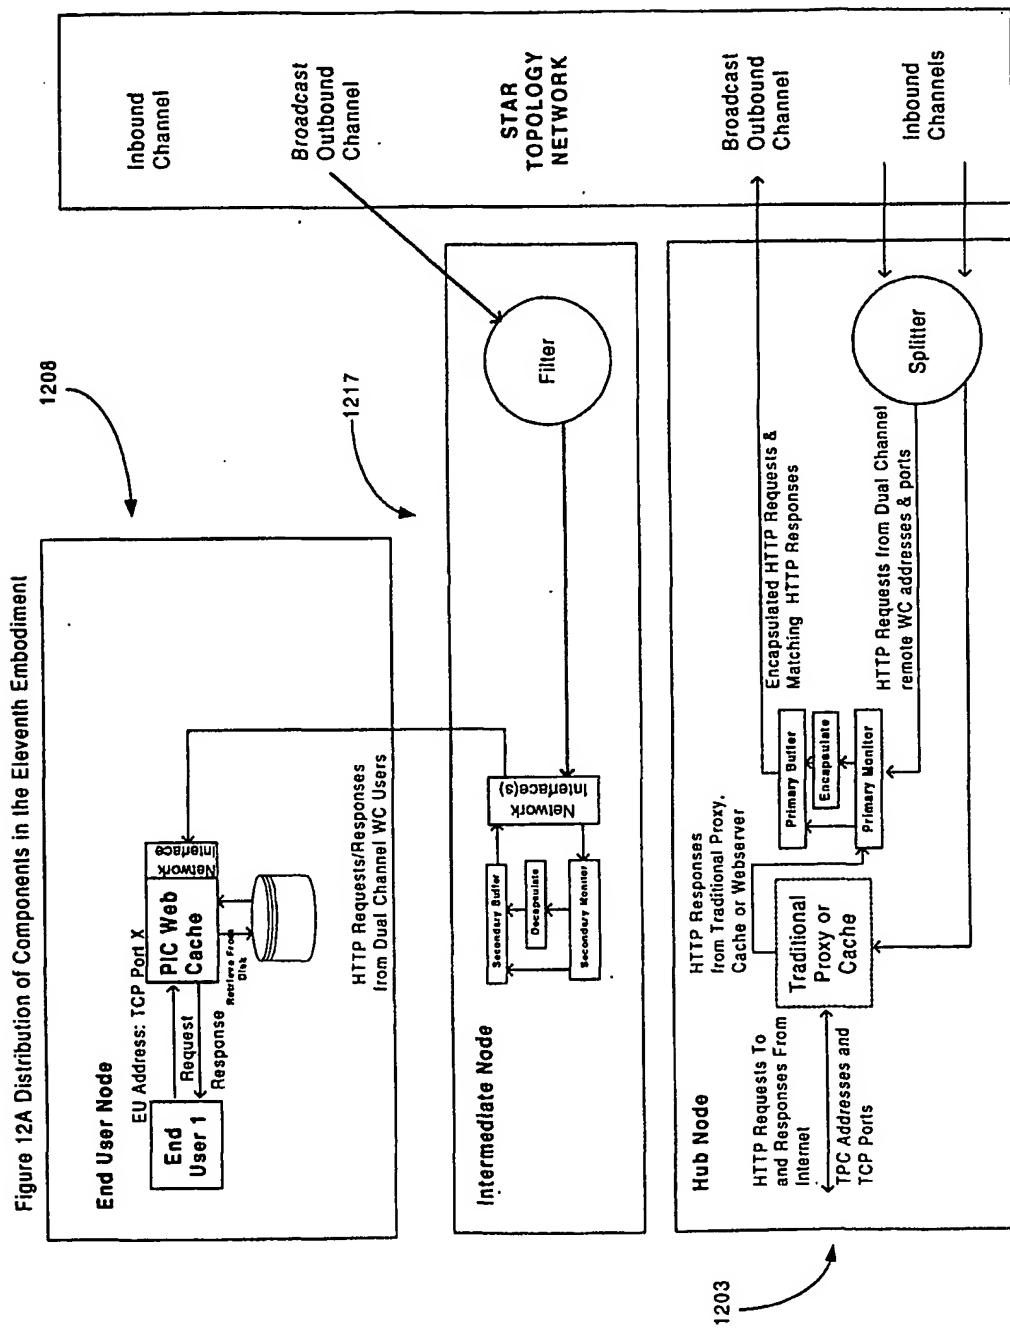 Figure 12A Distribution of Components in the Eleventh Embodiment
1208
End User Node
EU Address: TCP Port X
End
User 1
Request
Response
PIC Web
Cache
Network
Interface
Retrieve From
Disk
HTTP Requests/Responses
from Dual Channel WC Users
1217
Intermediate Node
Secondary Buffer
Decapsulate
Secondary Monitor
Network
Interface(s)
Filter
1203
Hub Node
HTTP Requests To
and Responses From
Internet
TPC Addresses and
TCP Ports
Traditional
Proxy or
Cache
HTTP Responses
from Traditional Proxy,
Cache or Webserver
Primary Buffer
Encapsulate
Primary Monitor
Encapsulated HTTP Requests &
Matching HTTP Responses
HTTP Requests from Dual Channel
remote WC addresses & ports
Splitter
Inbound
Channel
Broadcast
Outbound
Channel
STAR
TOPOLOGY
NETWORK
Broadcast
Outbound
Channel
Inbound
Channels